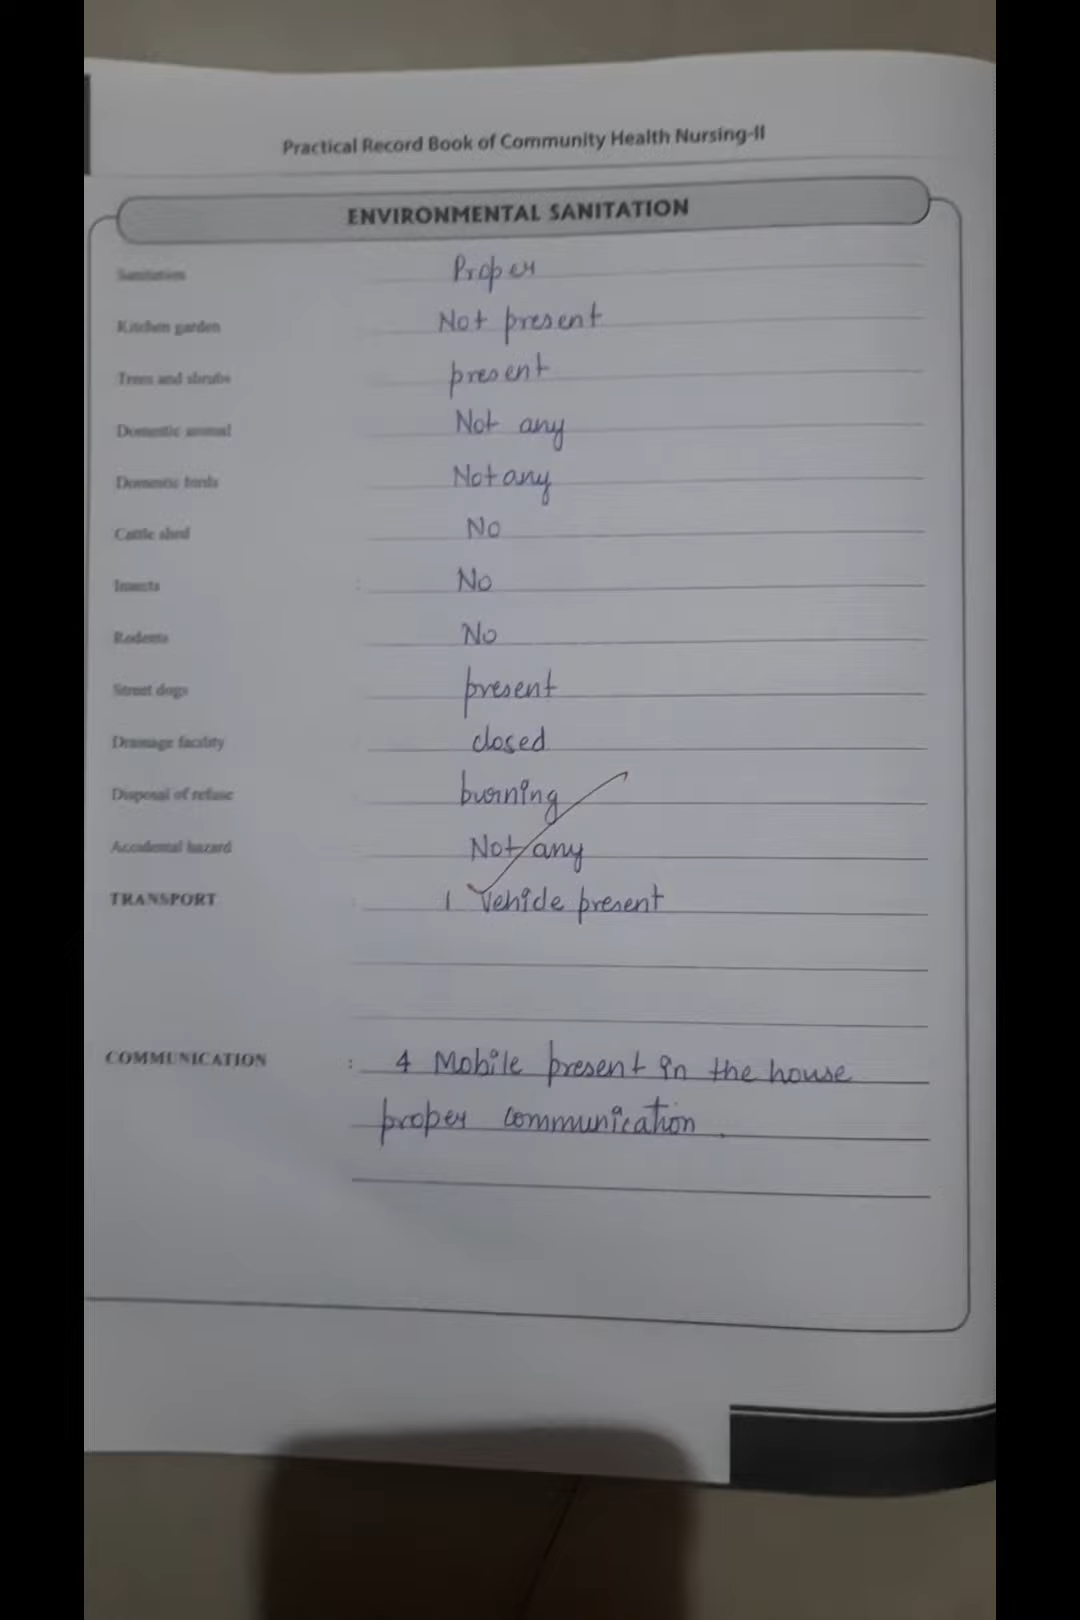 Practical Record Book of Community Health Nursing-II
ENVIRONMENTAL SANITATION
Sanitation Proper
Kitchen garden Not present
Trees and shrubs present
Domestic animal Not any
Domestic birds Not any
Cattle shed No
Insects : No
Rodents No
Street dogs present
Drainage facility closed
Disposal of refuse burning
Accidental hazard Not any
TRANSPORT : 1 Vehicle present
COMMUNICATION : 4 Mobile present in the house
proper communication.